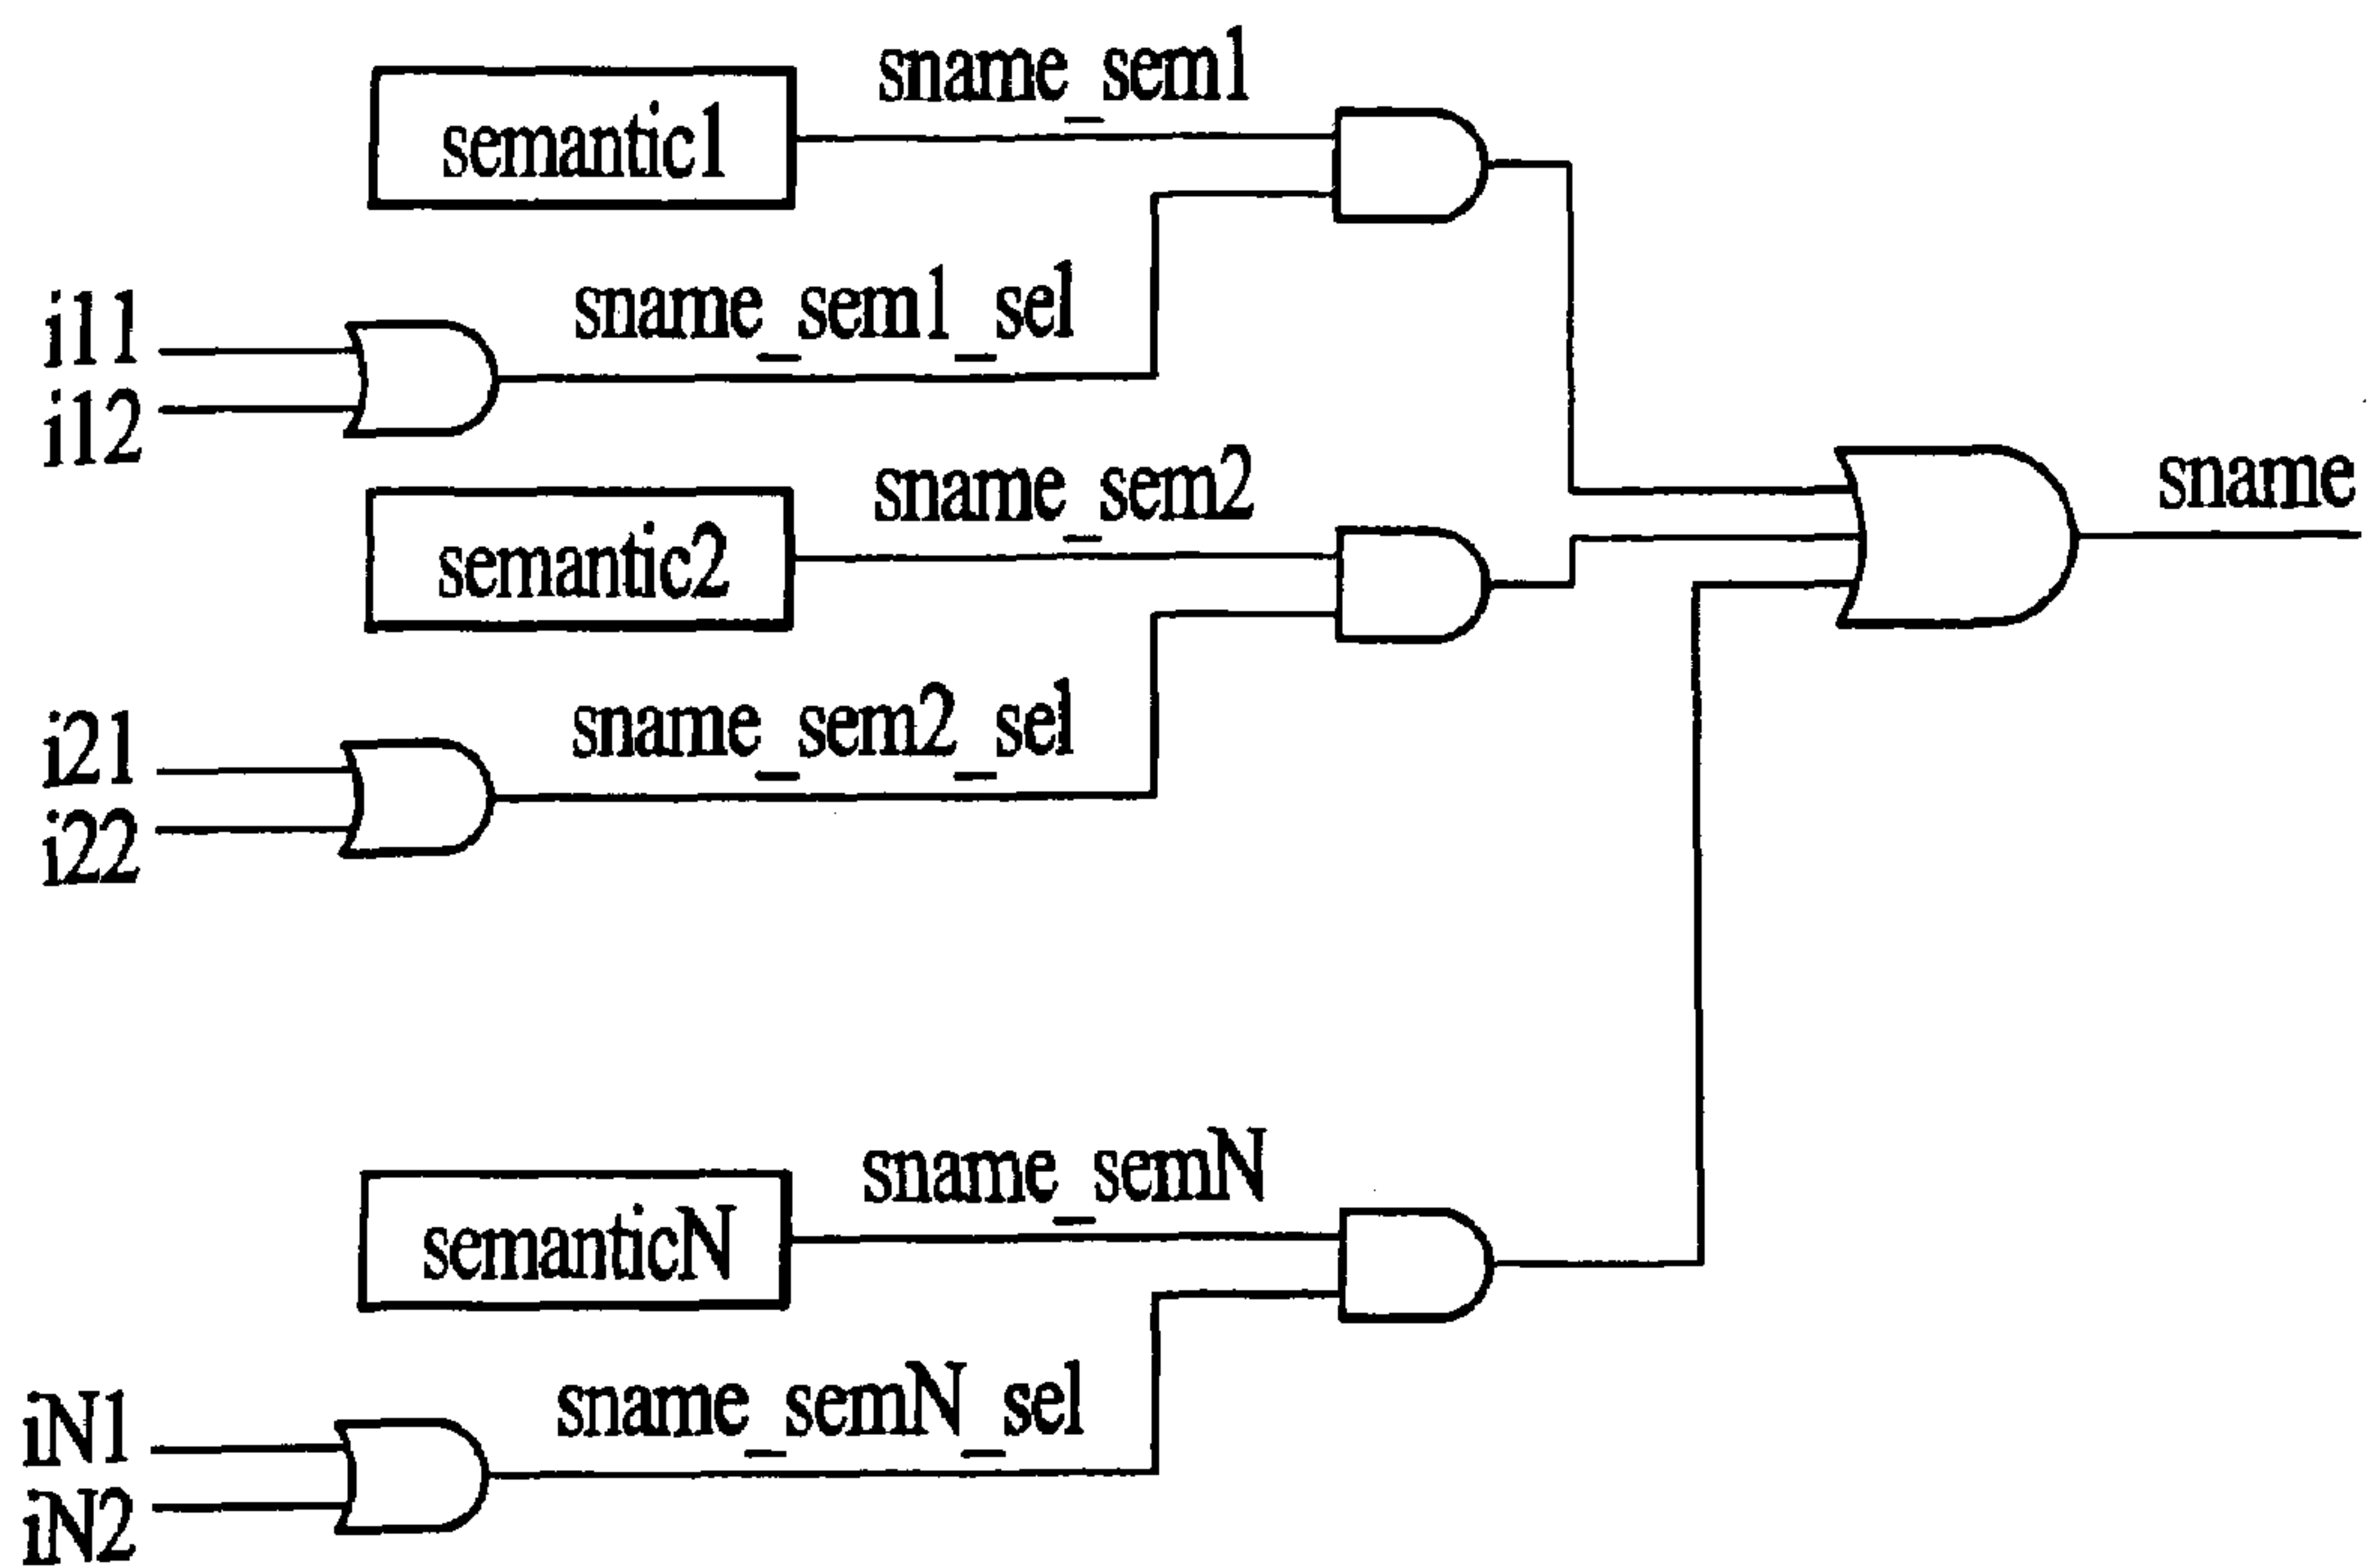 sname_sem1
semantic1
sname_sem1_sel
i11
i12
sname_sem2
sname
semantic2
sname_sem2_sel
i21
i22
sname_semN
semanticN
sname_semN_sel
iN1
iN2